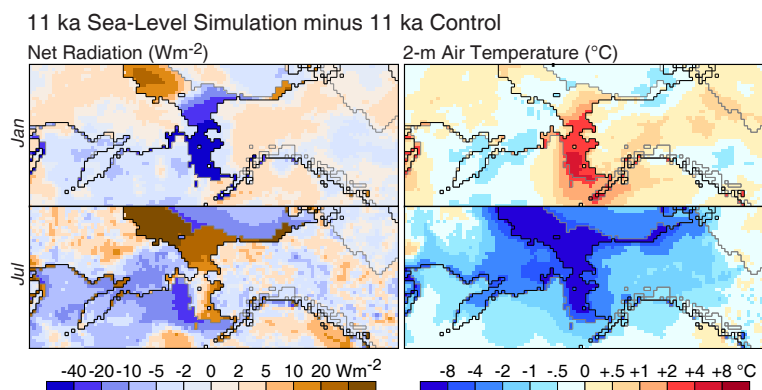 11 ka Sea-Level Simulation minus 11 ka Control
Net Radiation (Wm-2)
2-m Air Temperature (°C)
Jan
Jul
-40 -20 -10 -5 -2 0 2 5 10 20 Wm-2
-8 -4 -2 -1 -.5 0 +.5 +1 +2 +4 +8 °C